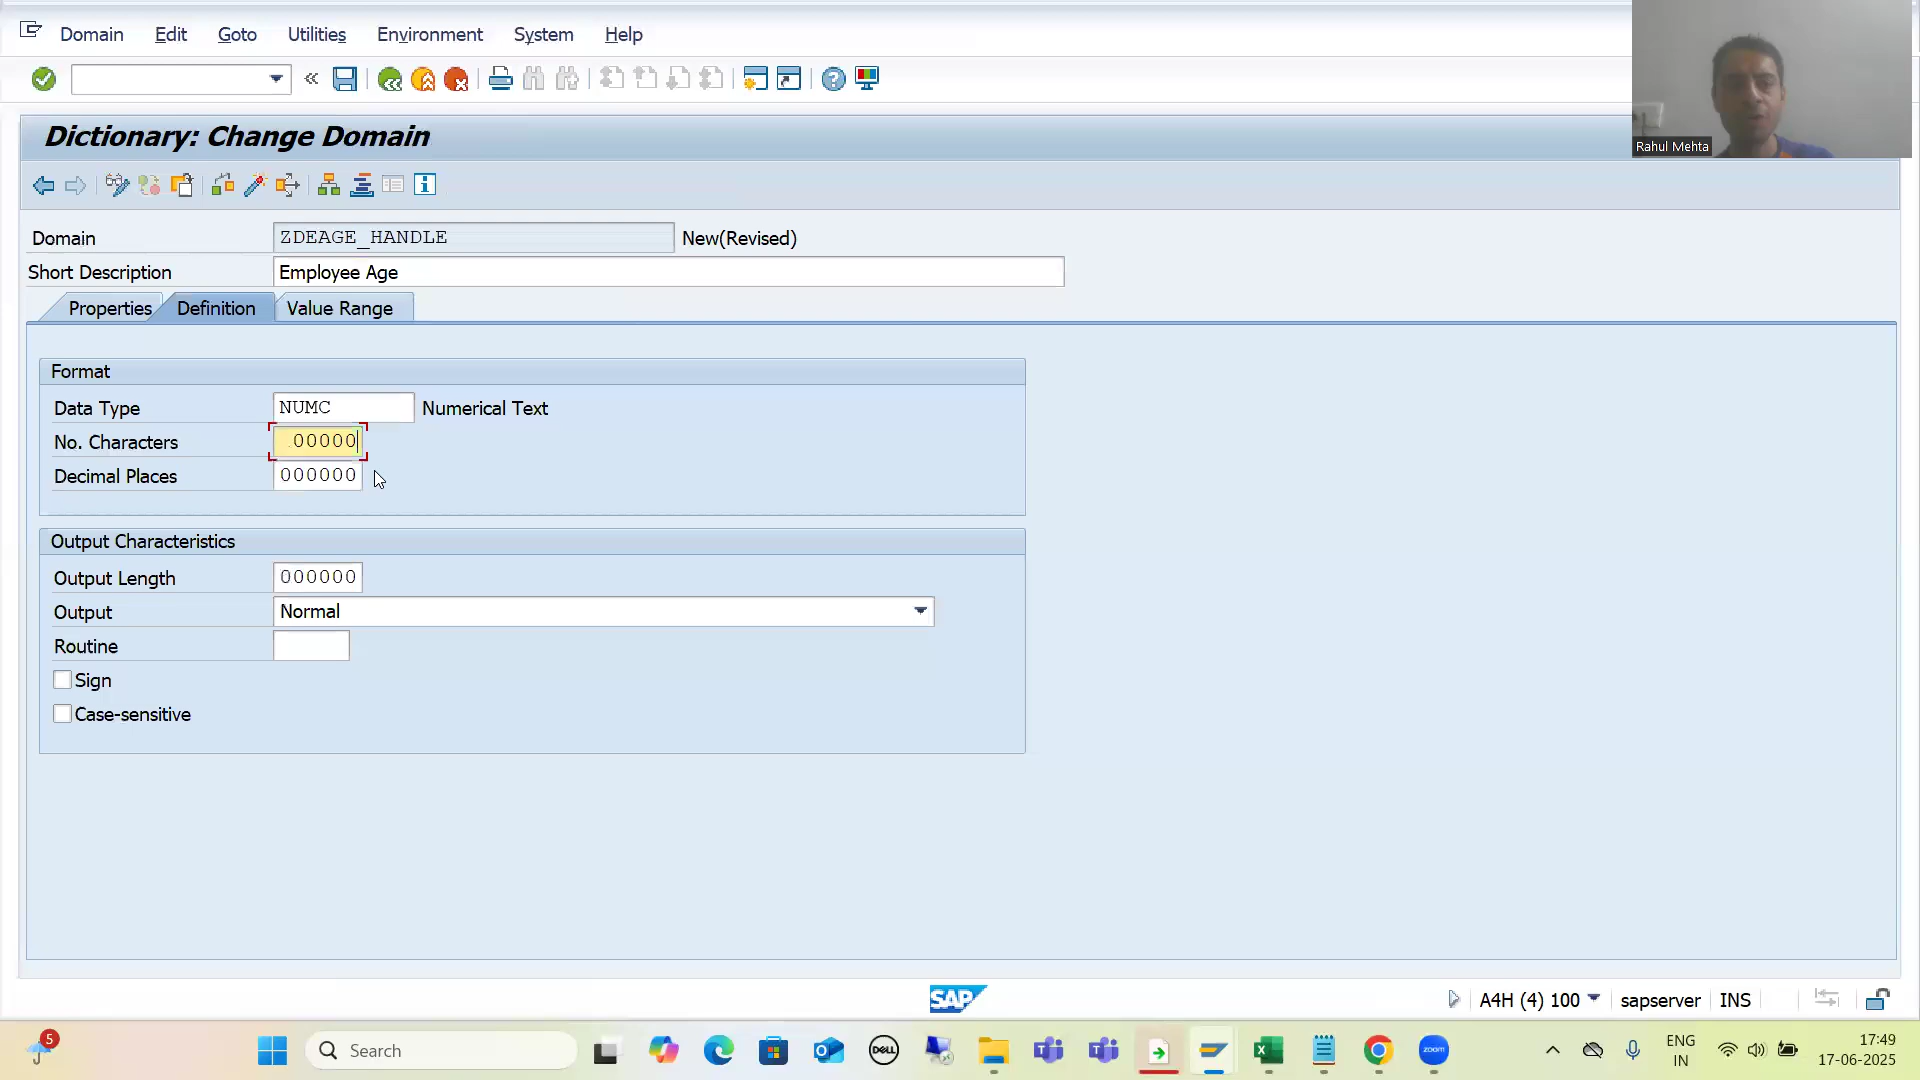 Domain Edit Goto Utilities Environment System Help
Rahul Mehta
Dictionary: Change Domain
Domain ZDEAGE_HANDLE New(Revised)
Short Description Employee Age
Properties Definition Value Range
Format
Data Type NUMC Numerical Text
No. Characters .00000
Decimal Places 000000
Output Characteristics
Output Length 000000
Output Normal
Routine
Sign
Case-sensitive
SAP A4H (4) 100 sapserver INS
5 Search DELL zoom ENG IN 17:49 17-06-2025